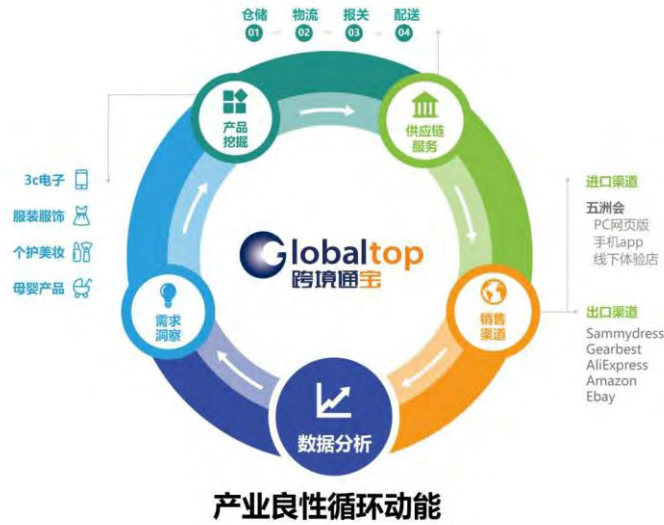 仓储 物流 报关 配送
01 02 03 04
产品
挖掘
供应链
服务
3c电子
服装服饰
个护美妆
母婴产品
Globaltop
跨境通宝
进口渠道
五洲会
PC网页版
手机app
线下体验店
需求
洞察
销售
渠道
出口渠道
Sammydress
Gearbest
AliExpress
Amazon
Ebay
数据分析
产业良性循环动能